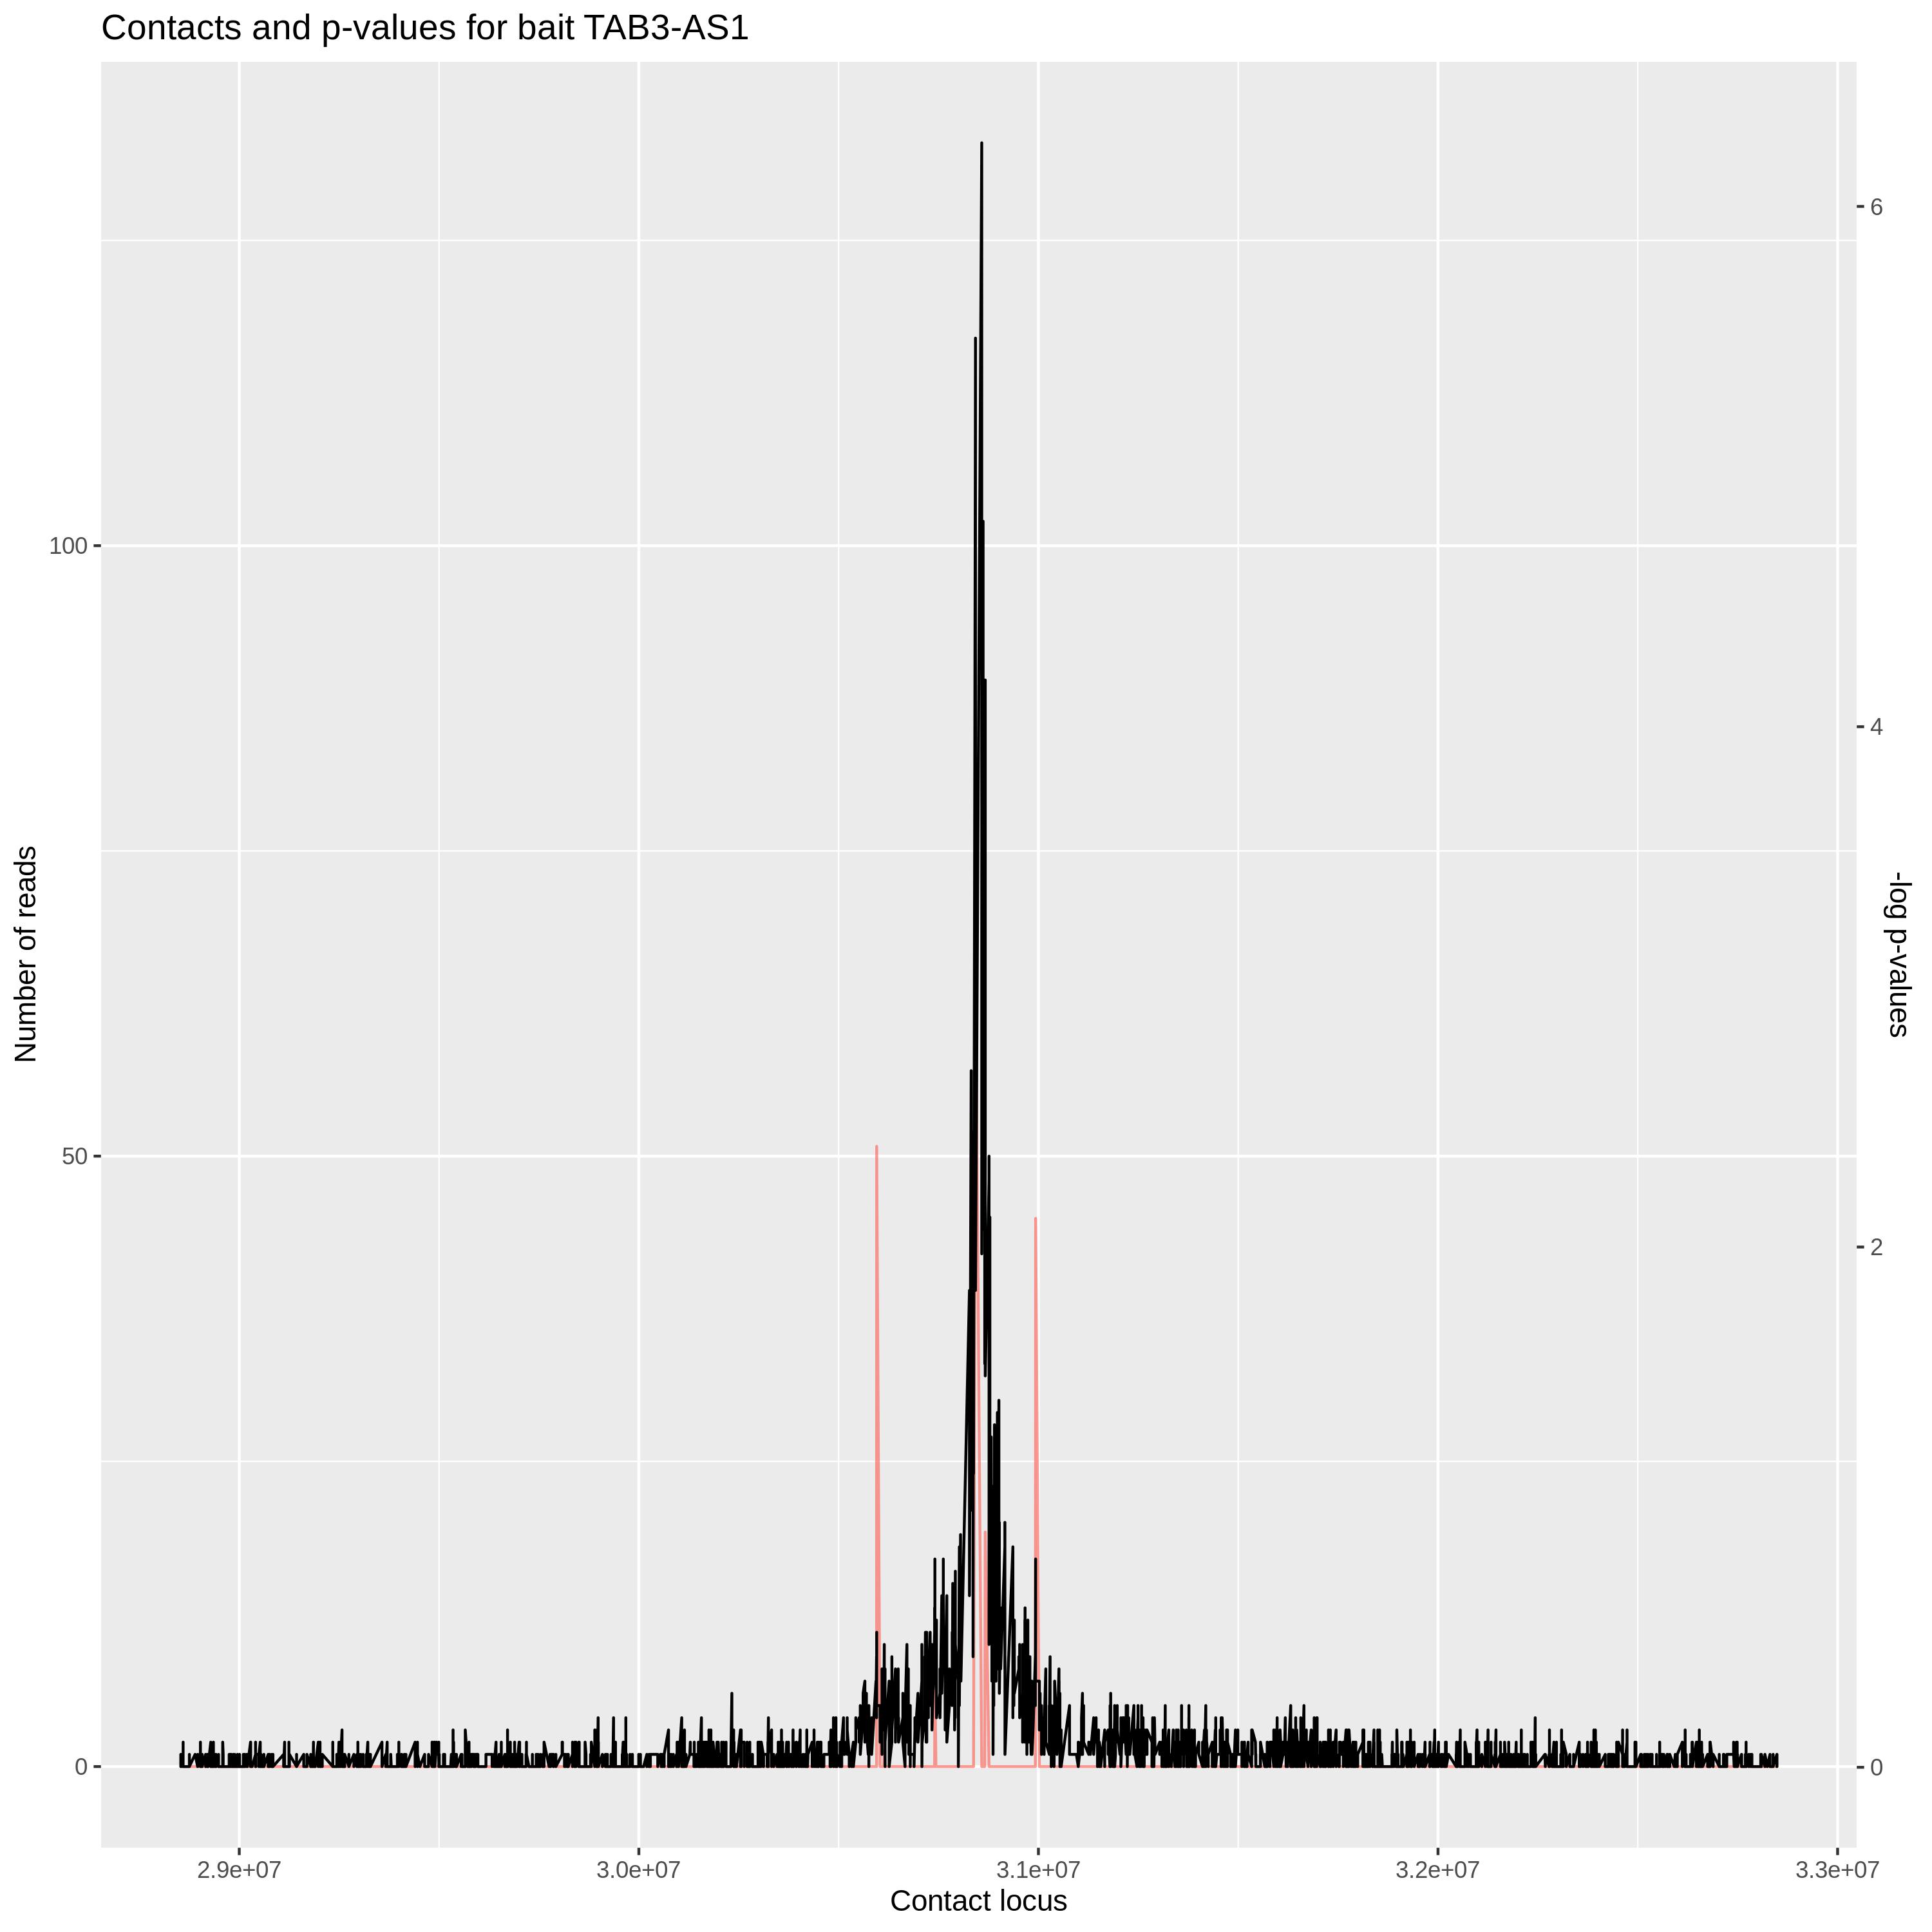 Contacts and p-values for bait TAB3-AS1
6
100
4
Number of reads
-log p-values
50
2
0
0
2.9e+07
3.0e+07
3.1e+07
3.2e+07
3.3e+07
Contact locus